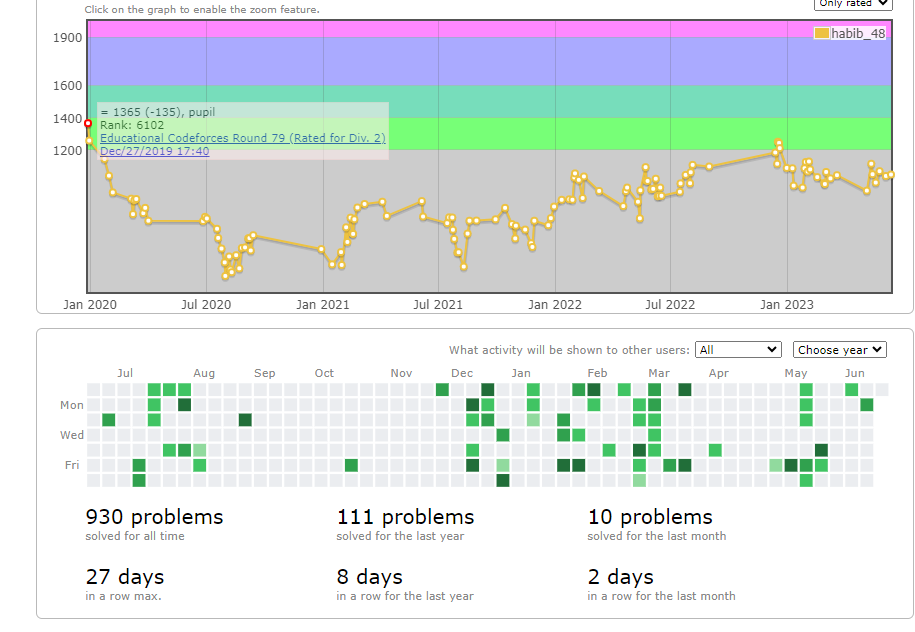 Only rated
Click on the graph to enable the zoom feature.
1900
habib_48
1600
= 1365 (-135), pupil
1400
Rank: 6102
Educational Codeforces Round 79 (Rated for Div. 2)
Dec/27/2019 17:40
1200
Jan 2020 Jul 2020 Jan 2021 Jul 2021 Jan 2022 Jul 2022 Jan 2023
What activity will be shown to other users: All Choose year
Jul Aug Sep Oct Nov Dec Jan Feb Mar Apr May Jun
Mon
Wed
Fri
930 problems 111 problems 10 problems
solved for all time solved for the last year solved for the last month
27 days 8 days 2 days
in a row max. in a row for the last year in a row for the last month